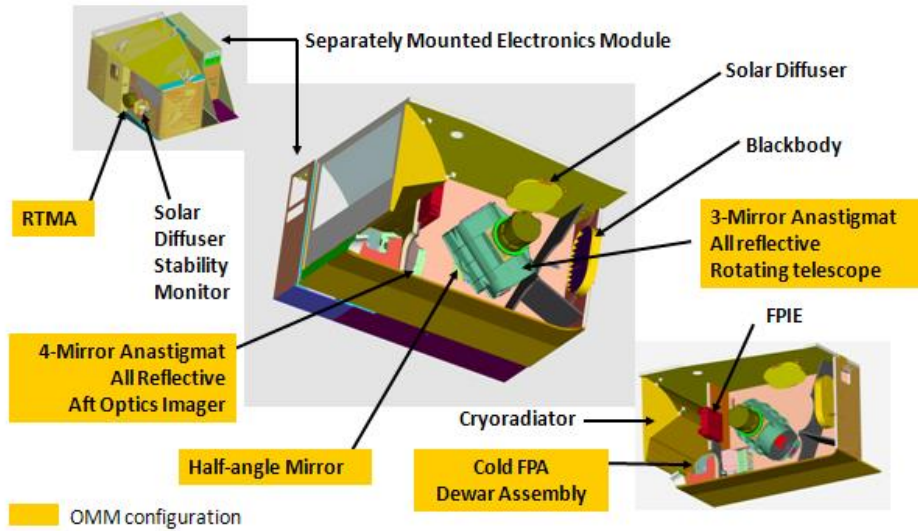 Separately Mounted Electronics Module
Solar Diffuser
Blackbody
RTMA
Solar
Diffuser
Stability
Monitor
3-Mirror Anastigmat
All reflective
Rotating telescope
4-Mirror Anastigmat
All Reflective
Aft Optics Imager
FPIE
Cryoradiator
Half-angle Mirror
Cold FPA
Dewar Assembly
OMM configuration